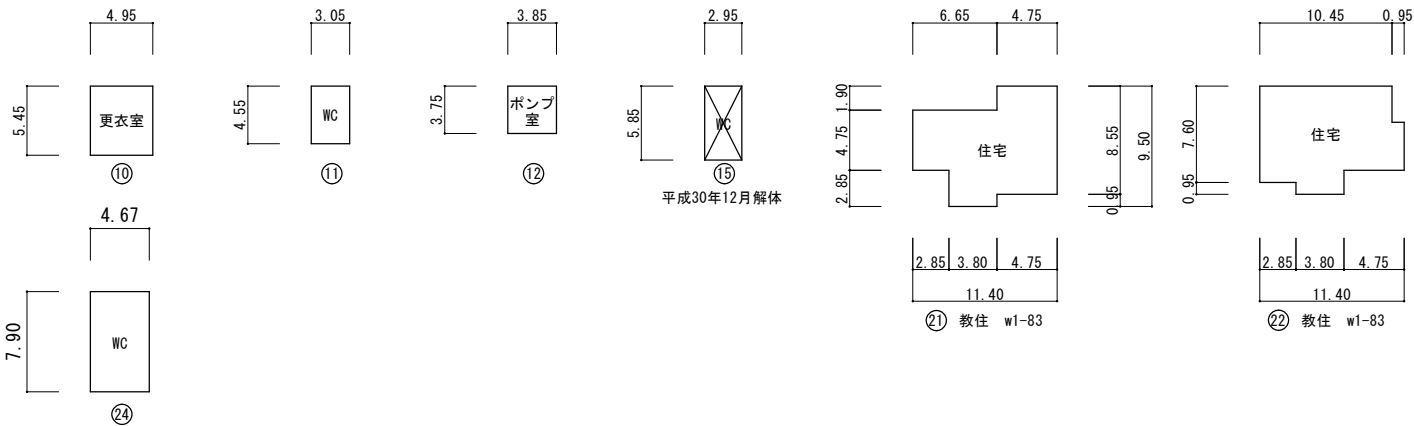 4.95
5.45
更衣室
⑩
3.05
4.55
WC
⑪
3.85
3.75
ポンプ
室
⑫
2.95
5.85
WC
⑮
平成30年12月解体
6.65 4.75
1.90
4.75
2.85
住宅
8.55
0.95
9.50
2.85 3.80 4.75
11.40
㉑ 教住 w1-83
10.45 0.95
7.60
0.95
住宅
2.85 3.80 4.75
11.40
㉒ 教住 w1-83
4.67
7.90
WC
㉔